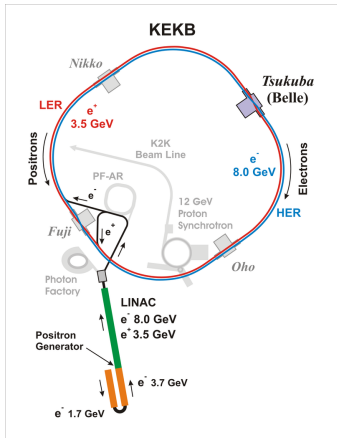 KEKB
Nikko
Tsukuba
(Belle)
LER
e+
3.5 GeV
K2K
Beam Line
e-
8.0 GeV
Positrons
Electrons
PF-AR
e-
12 GeV
Proton
Synchrotron
HER
Fuji
e+
Oho
Photon
Factory
LINAC
e- 8.0 GeV
e+ 3.5 GeV
Positron
Generator
e- 3.7 GeV
e- 1.7 GeV